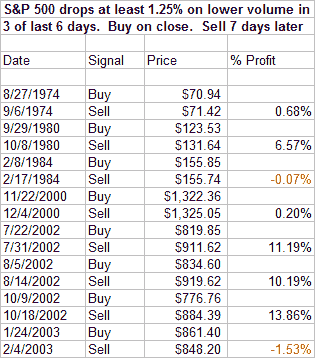 S&P 500 drops at least 1.25% on lower volume in
3 of last 6 days.  Buy on close.  Sell 7 days later
Date Signal Price % Profit
8/27/1974 Buy $70.94
9/6/1974 Sell $71.42 0.68%
9/29/1980 Buy $123.53
10/8/1980 Sell $131.64 6.57%
2/8/1984 Buy $155.85
2/17/1984 Sell $155.74 -0.07%
11/22/2000 Buy $1,322.36
12/4/2000 Sell $1,325.05 0.20%
7/22/2002 Buy $819.85
7/31/2002 Sell $911.62 11.19%
8/5/2002 Buy $834.60
8/14/2002 Sell $919.62 10.19%
10/9/2002 Buy $776.76
10/18/2002 Sell $884.39 13.86%
1/24/2003 Buy $861.40
2/4/2003 Sell $848.20 -1.53%